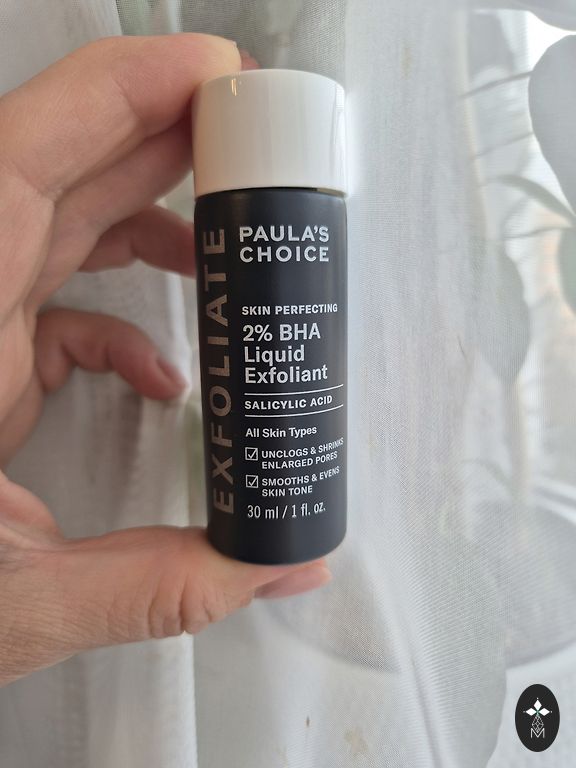 EXFOLIATE
PAULA'S
CHOICE
SKIN PERFECTING
2% BHA
Liquid
Exfoliant
SALICYLIC ACID
All Skin Types
UNCLOGS & SHRINKS
ENLARGED PORES
SMOOTHS & EVENS
SKIN TONE
30 ml / 1 fl. oz.
M